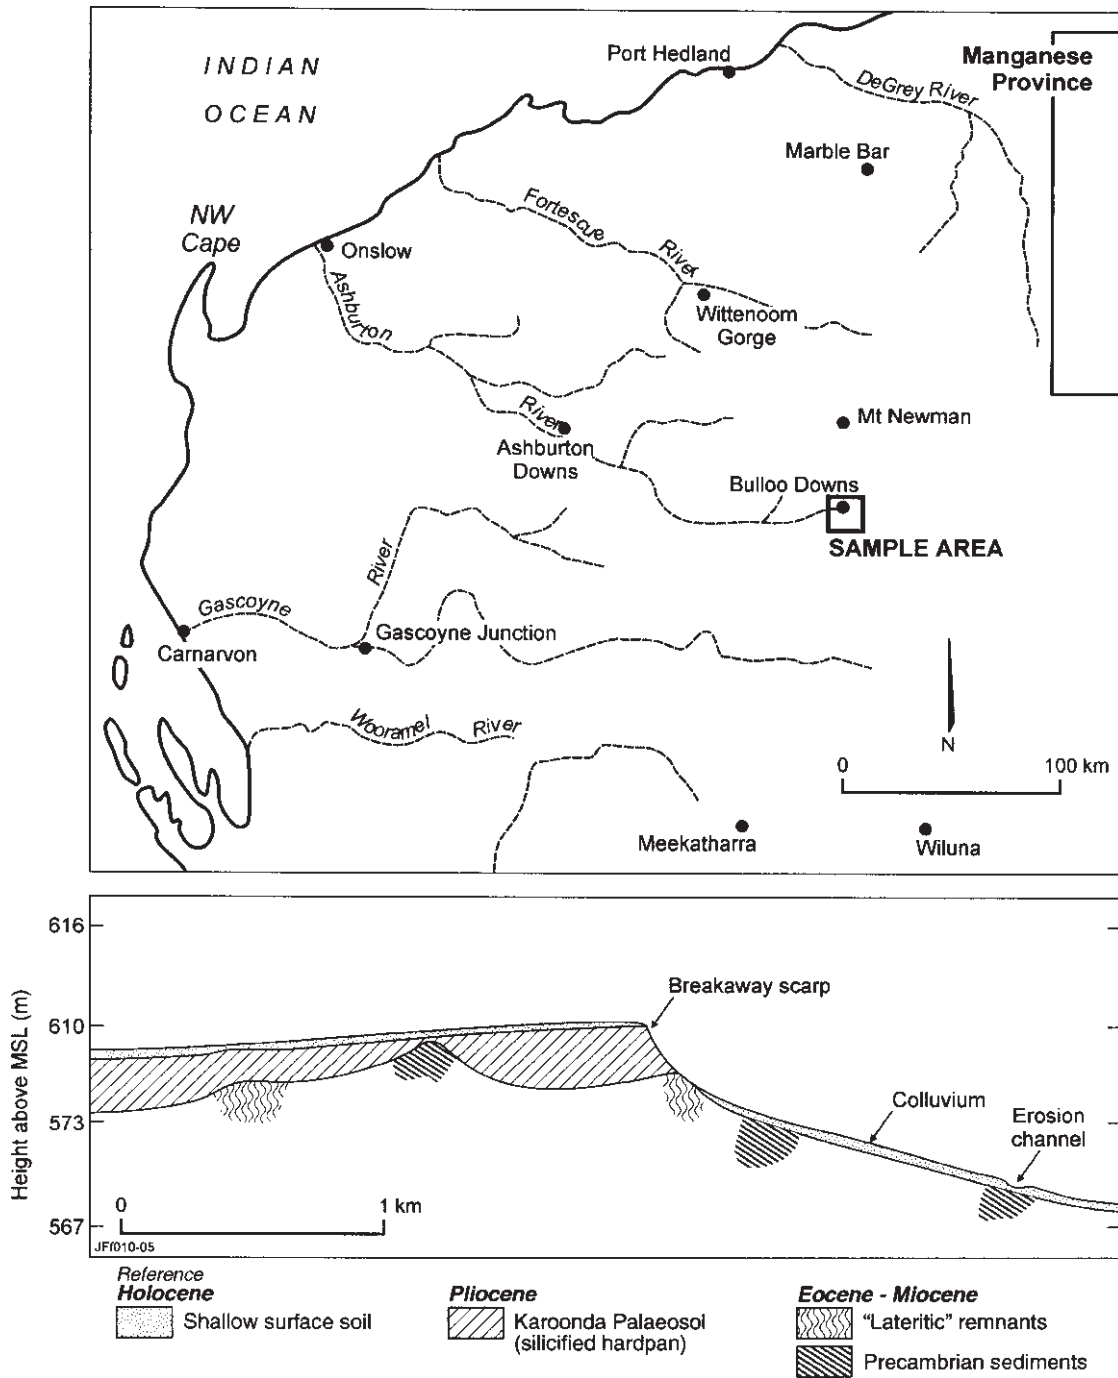 INDIAN
OCEAN
Port Hedland
Manganese
Province
DeGrey River
Marble Bar
NW
Cape
Onslow
Fortescue
River
Wittenoom
Gorge
Ashburton
River
Ashburton
Downs
Mt Newman
Bulloo Downs
SAMPLE AREA
River
Gascoyne
Gascoyne Junction
Carnarvon
Wooramel River
N
0 100 km
Meekatharra
Wiluna
Height above MSL (m)
616
610
573
567
Breakaway scarp
Colluvium
Erosion
channel
0 1 km
JFf010-05
Reference
Holocene
Shallow surface soil
Pliocene
Karoonda Palaeosol
(silicified hardpan)
Eocene - Miocene
"Lateritic" remnants
Precambrian sediments